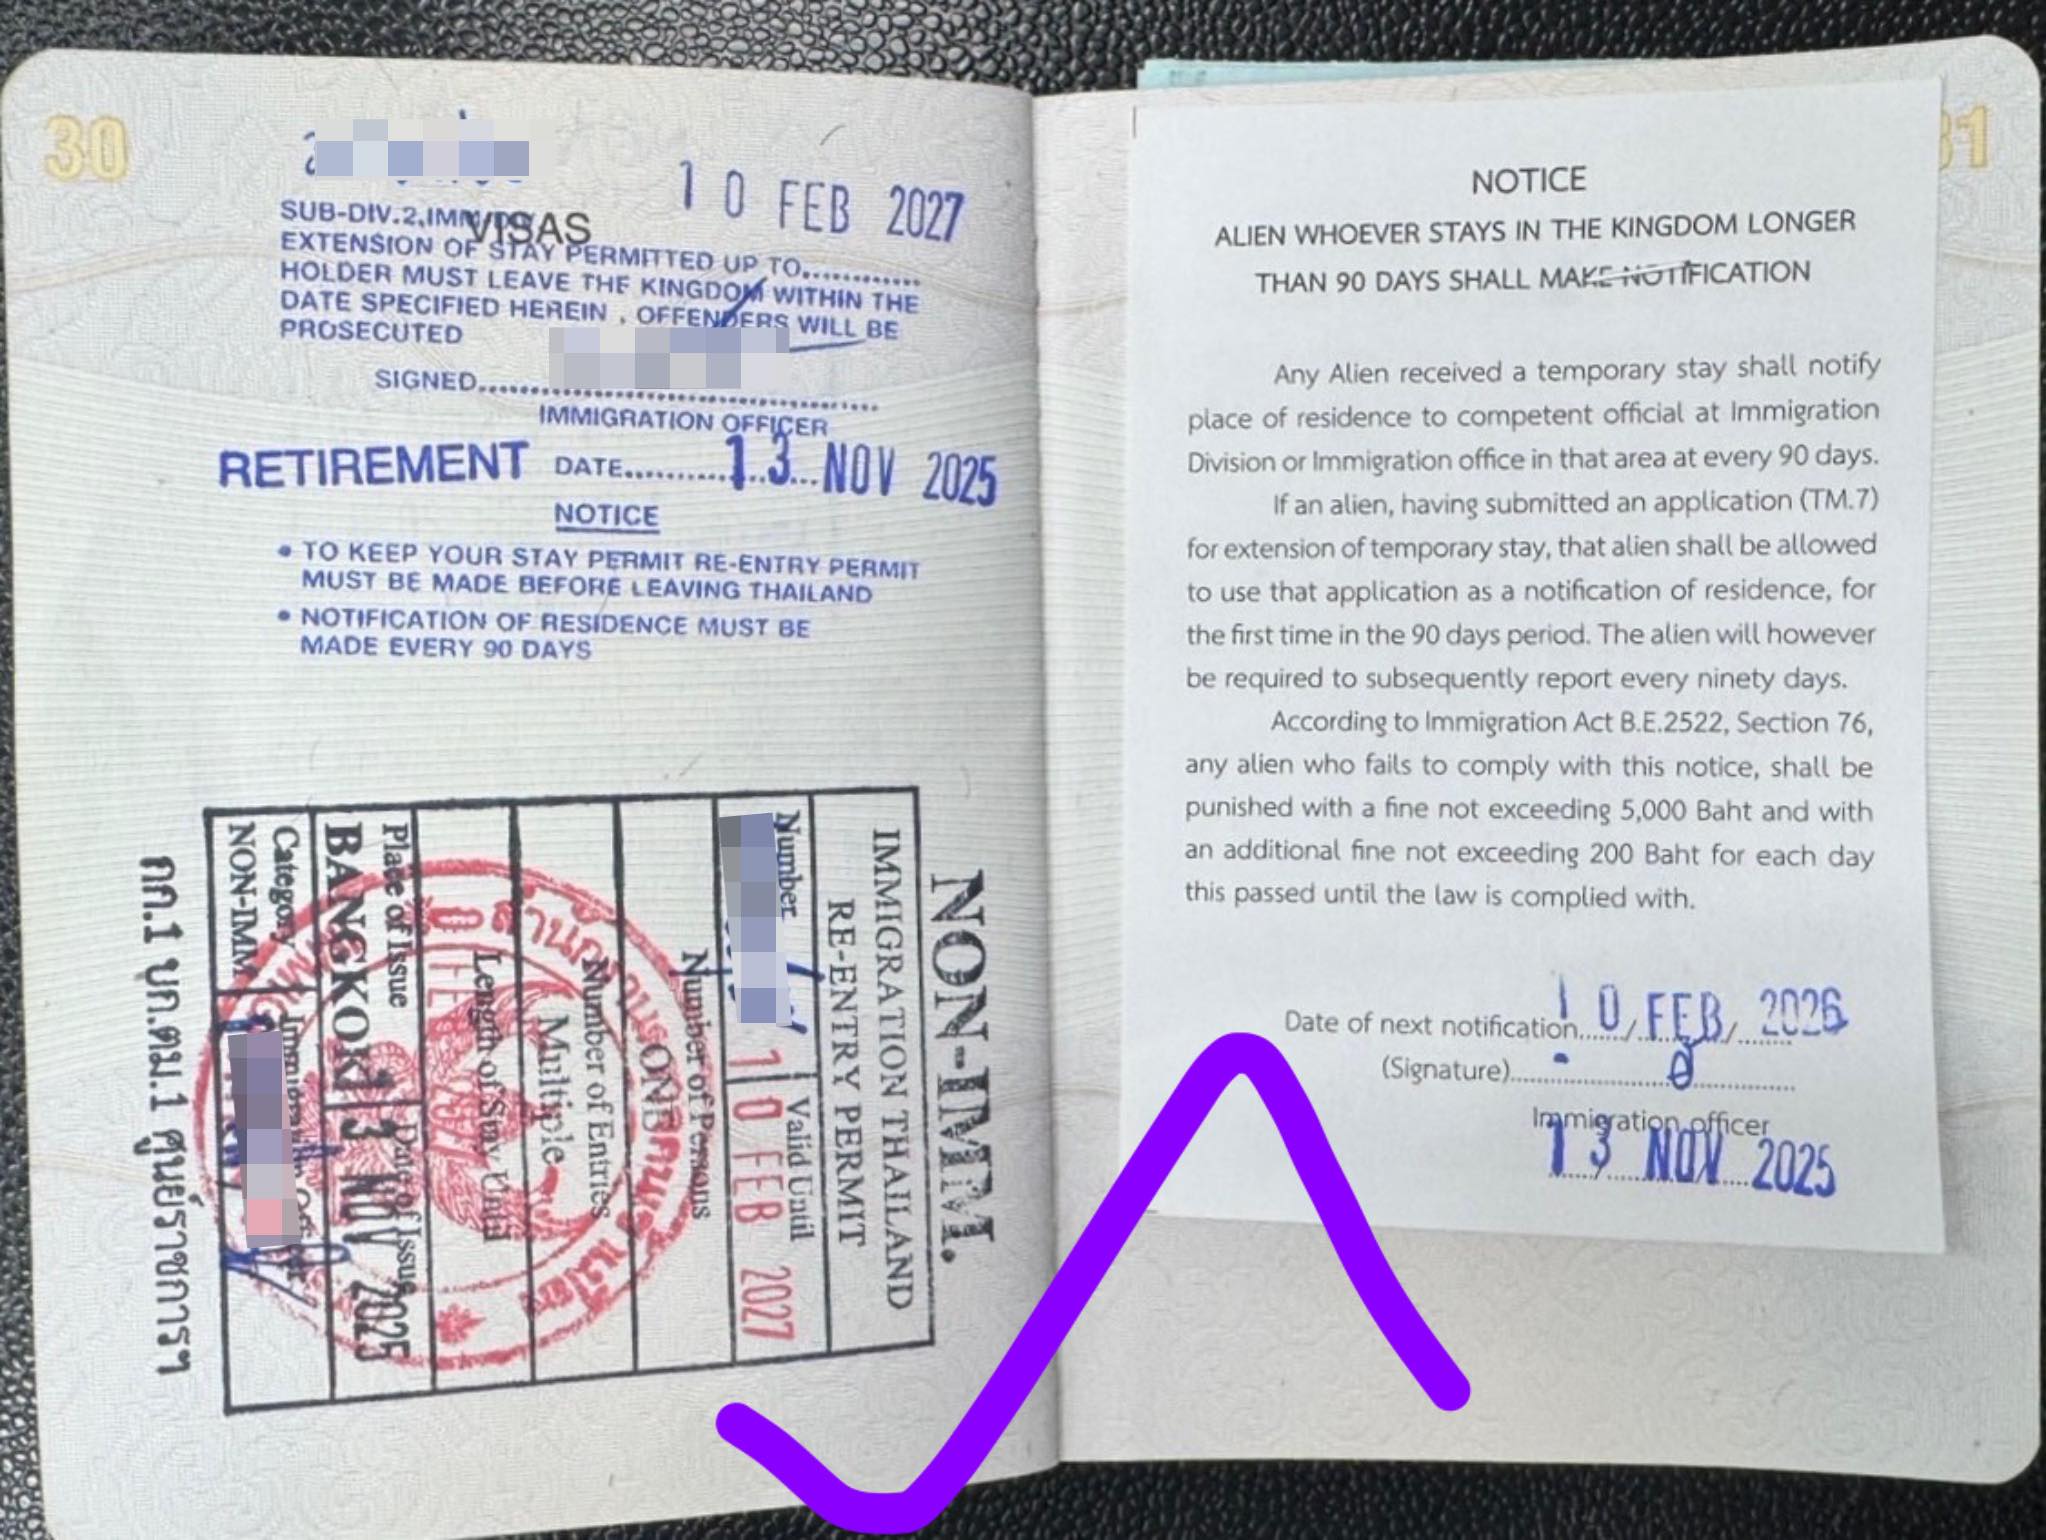 30
VISAS
10 FEB 2027
SUB-DIV.2,IMM
EXTENSION OF STAY PERMITTED UP TO..............
HOLDER MUST LEAVE THE KINGDOM WITHIN THE
DATE SPECIFIED HEREIN , OFFENDERS WILL BE
PROSECUTED
SIGNED
IMMIGRATION OFFICER
RETIREMENT DATE 13 NOV 2025
NOTICE
• TO KEEP YOUR STAY PERMIT RE-ENTRY PERMIT
MUST BE MADE BEFORE LEAVING THAILAND
• NOTIFICATION OF RESIDENCE MUST BE
MADE EVERY 90 DAYS
NON-IMM.
IMMIGRATION THAILAND
RE-ENTRY PERMIT
Number Valid Until
10 FEB 2027
Number of Persons
ONE
Number of Entries
Multiple
Length of Stay Until
Place of Issue Date of Issue
BANGKOK 13 NOV 2025
Category Immigration Officer
NON-IMM
กก.1 บก.ตม.1 ศูนย์ราชการฯ
31
NOTICE
ALIEN WHOEVER STAYS IN THE KINGDOM LONGER
THAN 90 DAYS SHALL MAKE NOTIFICATION
Any Alien received a temporary stay shall notify
place of residence to competent official at Immigration
Division or Immigration office in that area at every 90 days.
If an alien, having submitted an application (TM.7)
for extension of temporary stay, that alien shall be allowed
to use that application as a notification of residence, for
the first time in the 90 days period. The alien will however
be required to subsequently report every ninety days.
According to Immigration Act B.E.2522, Section 76,
any alien who fails to comply with this notice, shall be
punished with a fine not exceeding 5,000 Baht and with
an additional fine not exceeding 200 Baht for each day
this passed until the law is complied with.
Date of next notification 10/FEB/2026
(Signature)
Immigration officer
13 NOV 2025